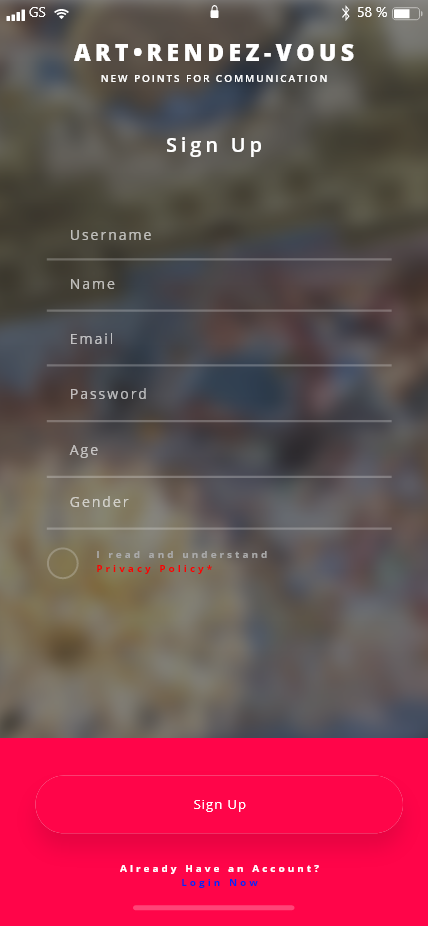 GS 58 %
ART•RENDEZ-VOUS
NEW POINTS FOR COMMUNICATION
Sign Up
Username
Name
Email
Password
Age
Gender
I read and understand
Privacy Policy*
Sign Up
Already Have an Account?
Login Now